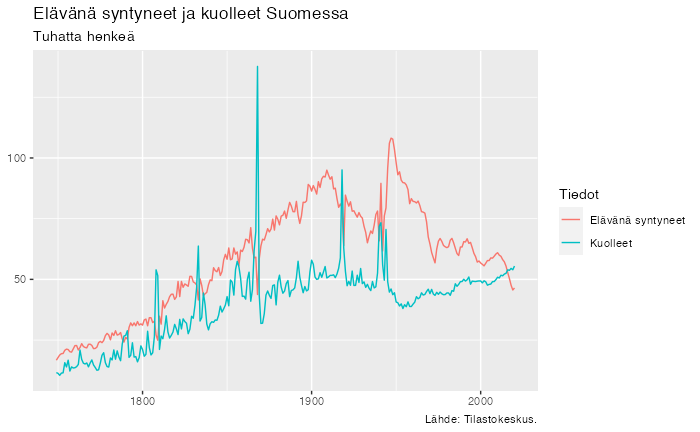 Elävänä syntyneet ja kuolleet Suomessa
Tuhatta henkeä
100
50
1800
1900
2000
Tiedot
Elävänä syntyneet
Kuolleet
Lähde: Tilastokeskus.